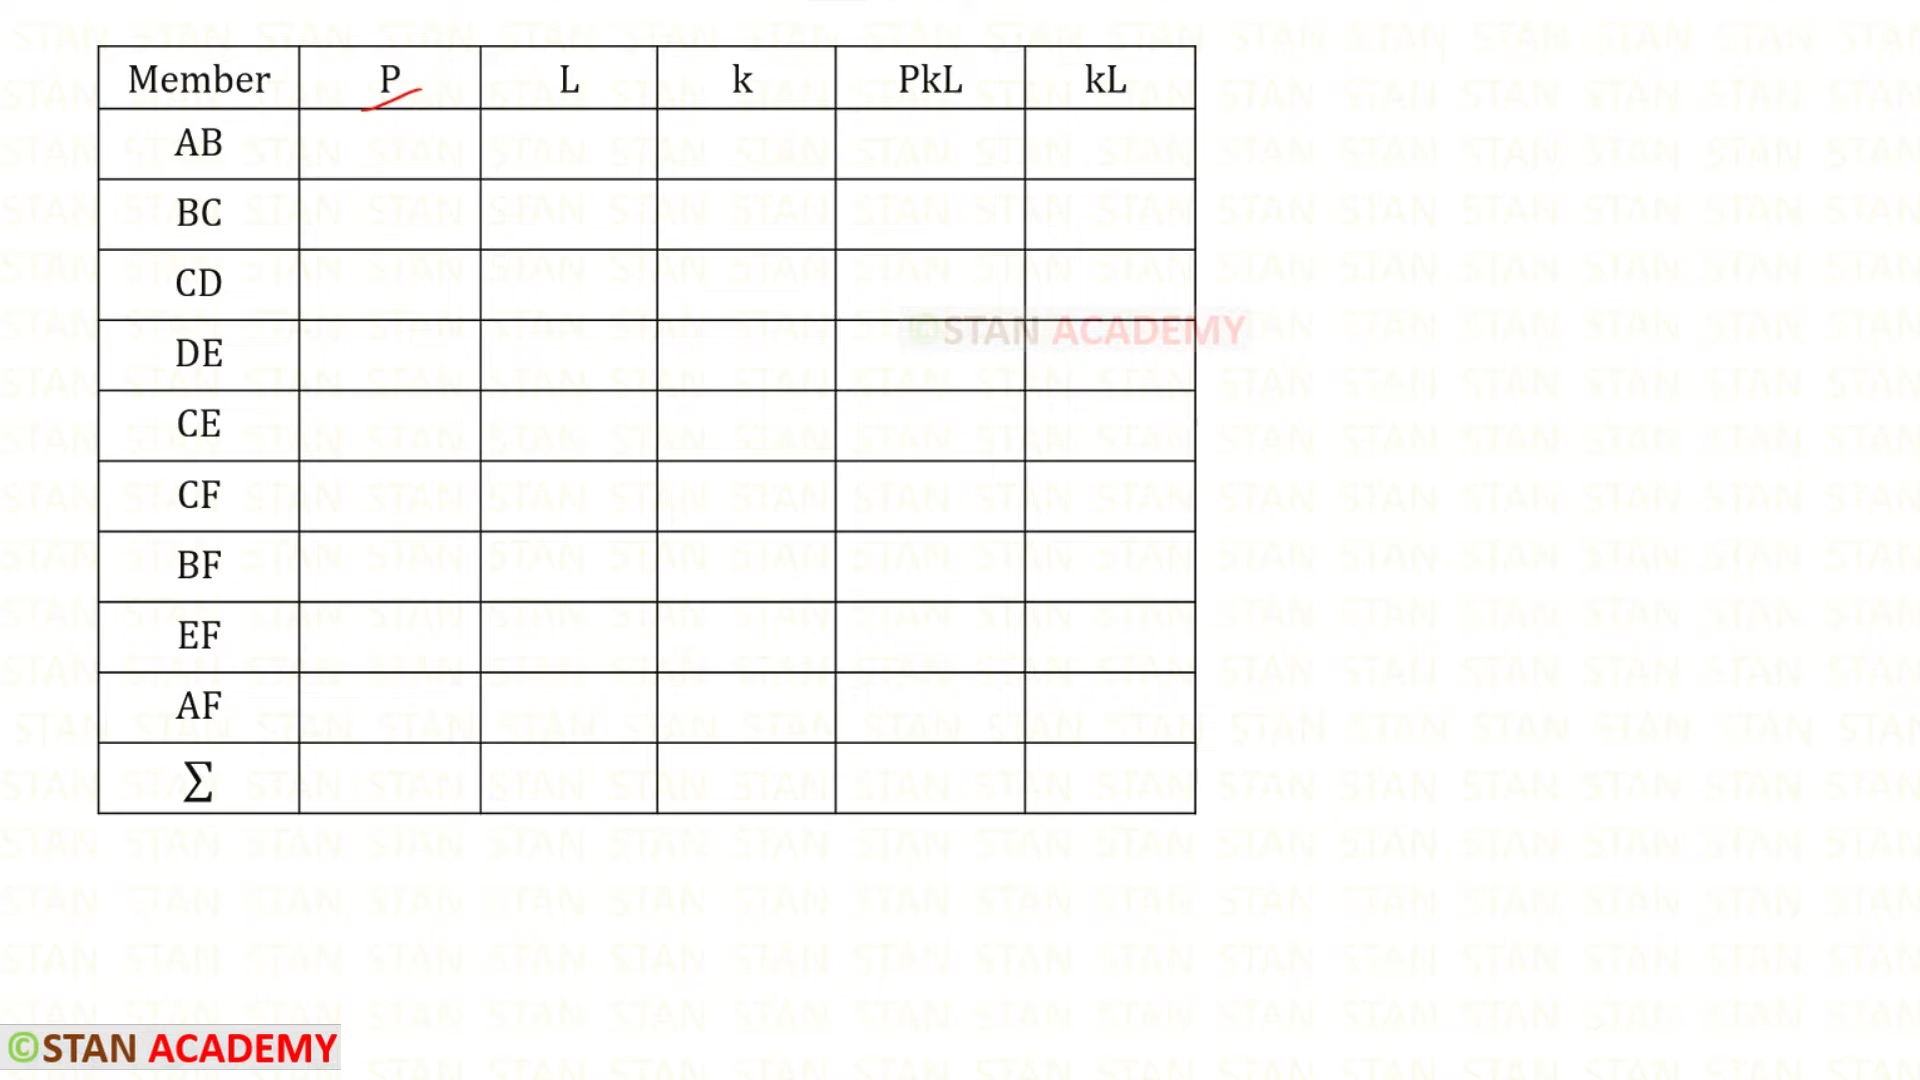 Member P L k PkL kL
AB
BC
CD
©STAN ACADEMY
DE
CE
CF
BF
EF
AF
Σ
©STAN ACADEMY